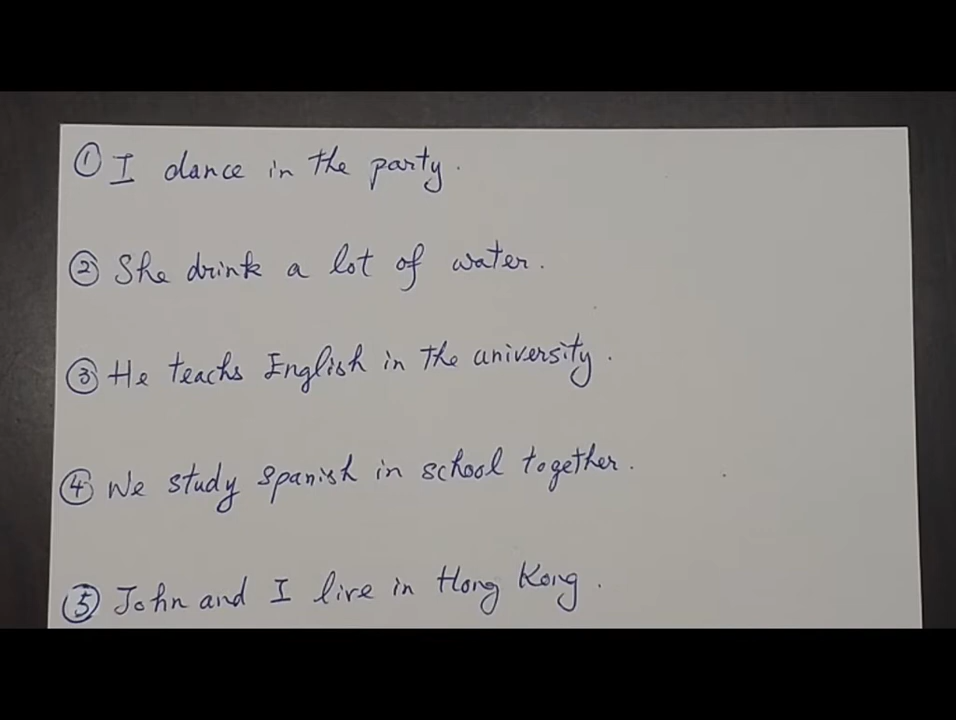 ① I dance in the party.
② She drink a lot of water.
③ He teachs English in the university.
④ We study Spanish in school together.
⑤ John and I live in Hong Kong.